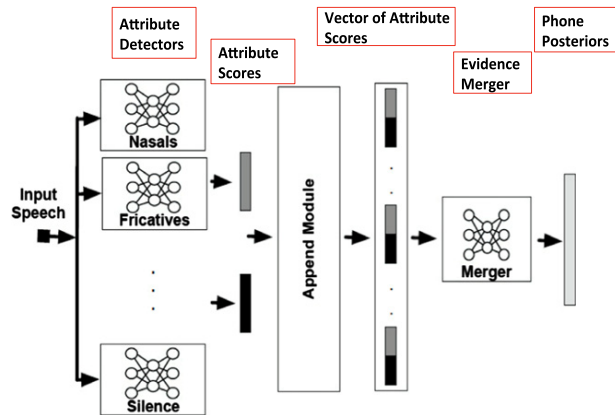 Attribute
Detectors
Attribute
Scores
Vector of Attribute
Scores
Evidence
Merger
Phone
Posteriors
Input
Speech
Nasals
Fricatives
Silence
Append Module
Merger